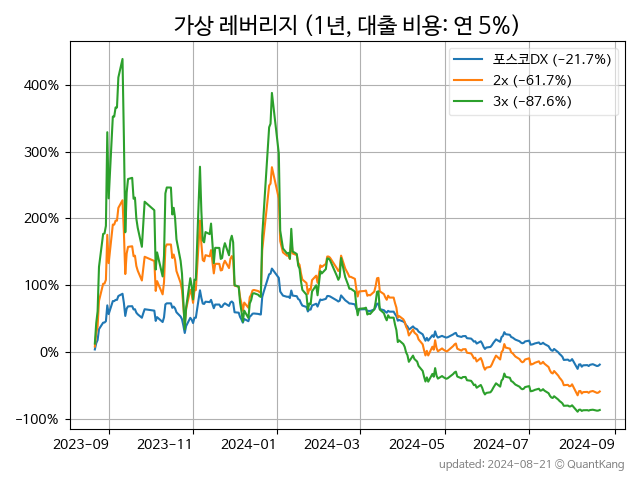 가상 레버리지 (1년, 대출 비용: 연 5%)
포스코DX (-21.7%)
2x (-61.7%)
3x (-87.6%)
400%
300%
200%
100%
0%
-100%
2023-09 2023-11 2024-01 2024-03 2024-05 2024-07 2024-09
updated: 2024-08-21 © QuantKang